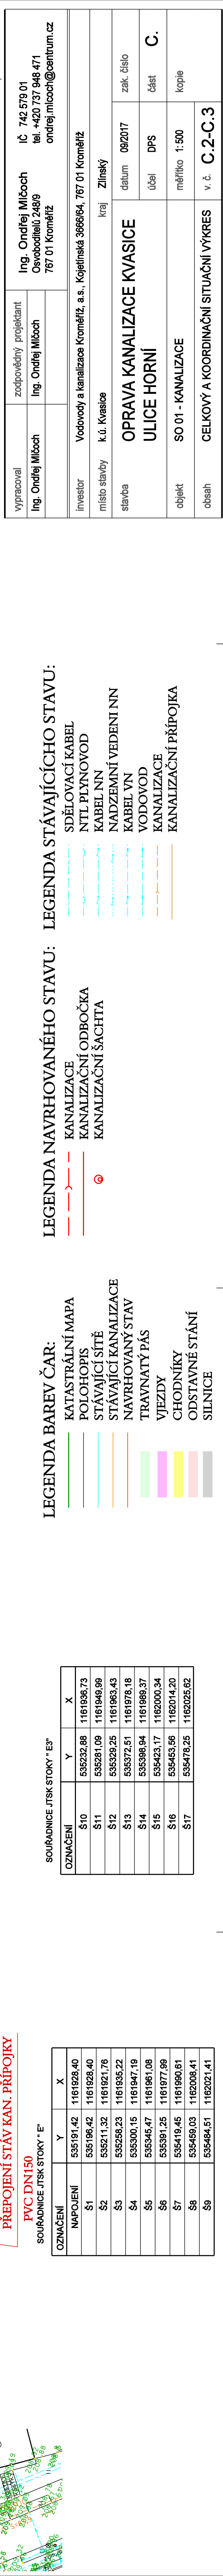 PŘEPOJENÍ STÁV KAN. PŘÍPOJKY
PVC DN150
SOUŘADNICE JTSK STOKY " E"
OZNAČENÍ Y X
NAPOJENÍ 535191,42 1161928,40
Š1 535196,42 1161928,40
Š2 535211,32 1161921,76
Š3 535258,23 1161935,22
Š4 535300,15 1161947,19
Š5 535345,47 1161961,08
Š6 535391,25 1161977,99
Š7 535419,45 1161990,61
Š8 535459,03 1162008,41
Š9 535484,51 1162021,41
SOUŘADNICE JTSK STOKY " E3"
OZNAČENÍ Y X
Š10 535232,88 1161936,73
Š11 535281,09 1161949,99
Š12 535329,25 1161963,43
Š13 535372,51 1161978,18
Š14 535398,94 1161989,37
Š15 535423,17 1162000,34
Š16 535453,56 1162014,20
Š17 535478,25 1162025,62
LEGENDA BAREV ČAR:
KATASTRÁLNÍ MAPA
POLOHOPIS
STÁVAJÍCÍ SÍTĚ
STÁVAJÍCÍ KANALIZACE
NAVRHOVANÝ STAV
TRAVNATÝ PÁS
VJEZDY
CHODNÍKY
ODSTAVNÉ STÁNÍ
SILNICE
LEGENDA NAVRHOVANÉHO STAVU:
KANALIZACE
KANALIZAČNÍ ODBOČKA
KANALIZAČNÍ ŠACHTA
LEGENDA STÁVAJÍCÍCHO STAVU:
SDĚLOVACÍ KABEL
NTL PLYNOVOD
KABEL NN
NADZEMNÍ VEDENI NN
KABEL VN
VODOVOD
KANALIZACE
KANALIZAČNÍ PŘÍPOJKA
vypracoval zodpovědný projektant
Ing. Ondřej Mlčoch Ing. Ondřej Mlčoch
Ing. Ondřej Mlčoch IČ 742 579 01
Osvoboditelů 248/9 tel. +420 737 948 471
767 01 Kroměříž ondrej.mlcoch@centrum.cz
investor Vodovody a kanalizace Kroměříž, a.s., Kojetínská 3666/64, 767 01 Kroměříž
místo stavby k.ú. Kvasice kraj Zlínský
stavba OPRAVA KANALIZACE KVASICE
ULICE HORNÍ
datum 09/2017 zak. číslo
účel DPS část C.
objekt SO 01 - KANALIZACE měřítko 1: 500 kopie
obsah CELKOVÝ A KOORDINAČNÍ SITUAČNÍ VÝKRES v. č. C.2-C.3